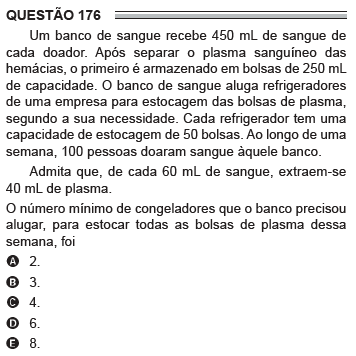 QUESTÃO 176
Um banco de sangue recebe 450 mL de sangue de
cada doador. Após separar o plasma sanguíneo das
hemácias, o primeiro é armazenado em bolsas de 250 mL
de capacidade. O banco de sangue aluga refrigeradores
de uma empresa para estocagem das bolsas de plasma,
segundo a sua necessidade. Cada refrigerador tem uma
capacidade de estocagem de 50 bolsas. Ao longo de uma
semana, 100 pessoas doaram sangue àquele banco.
Admita que, de cada 60 mL de sangue, extraem-se
40 mL de plasma.
O número mínimo de congeladores que o banco precisou
alugar, para estocar todas as bolsas de plasma dessa
semana, foi
A 2.
B 3.
C 4.
D 6.
E 8.